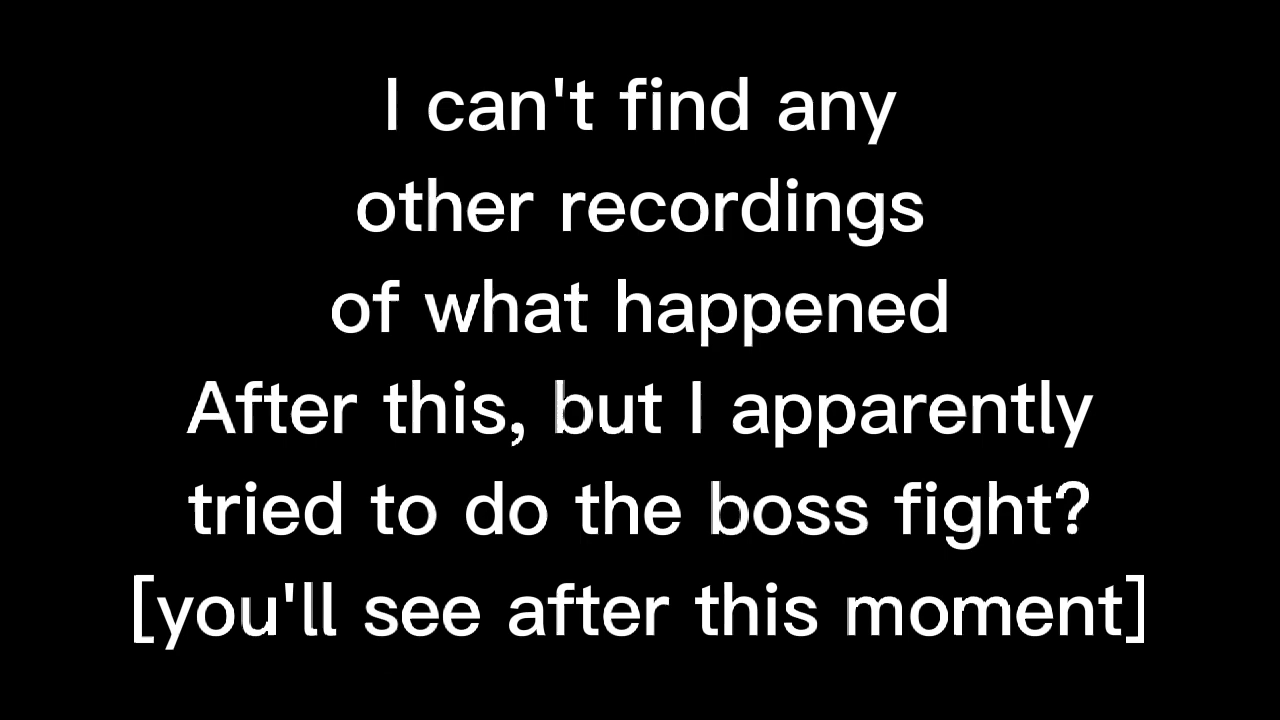 I can't find any
other recordings
of what happened
After this, but I apparently
tried to do the boss fight?
[you'll see after this moment]